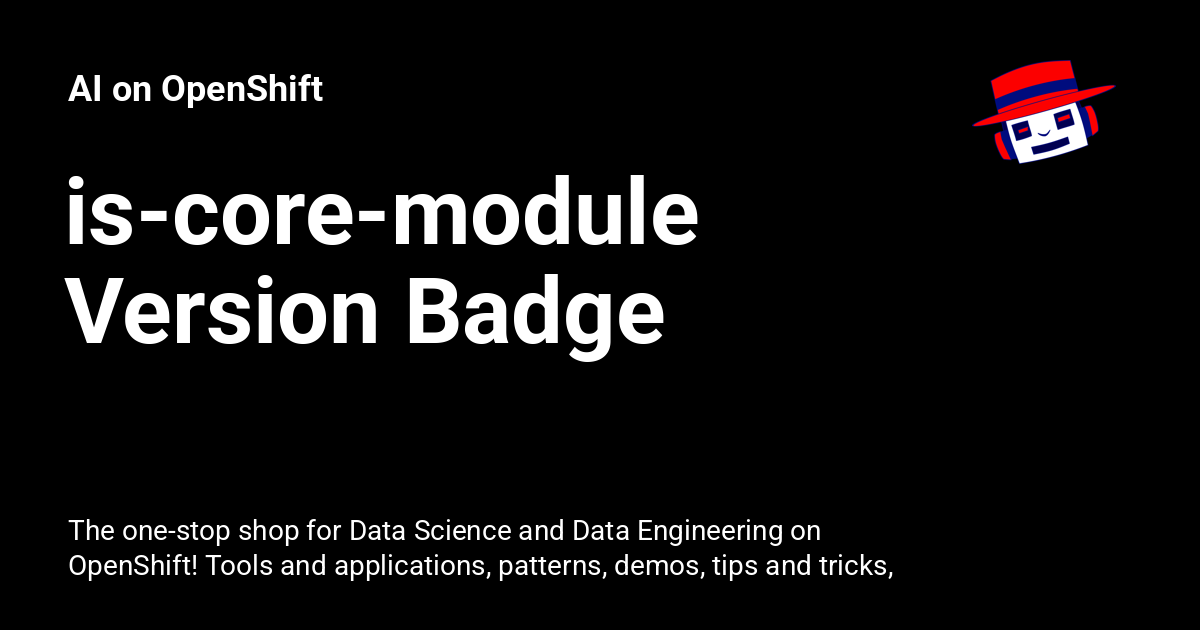 AI on OpenShift
is-core-module
Version Badge
The one-stop shop for Data Science and Data Engineering on
OpenShift! Tools and applications, patterns, demos, tips and tricks,